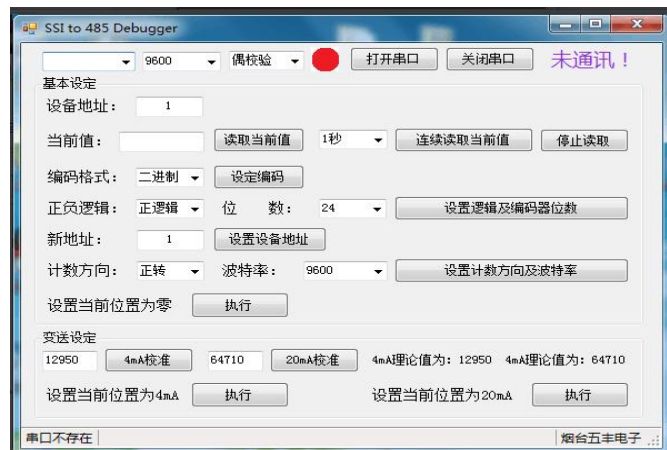 SSI to 485 Debugger
9600 偶校验 打开串口 关闭串口 未通讯！
基本设定
设备地址： 1
当前值： 读取当前值 1秒 连续读取当前值 停止读取
编码格式： 二进制 设定编码
正负逻辑： 正逻辑 位 数： 24 设置逻辑及编码器位数
新地址： 1 设置设备地址
计数方向： 正转 波特率： 9600 设置计数方向及波特率
设置当前位置为零 执行
变送设定
12950 4mA校准 64710 20mA校准 4mA理论值为：12950 4mA理论值为：64710
设置当前位置为4mA 执行 设置当前位置为20mA 执行
串口不存在 烟台五丰电子